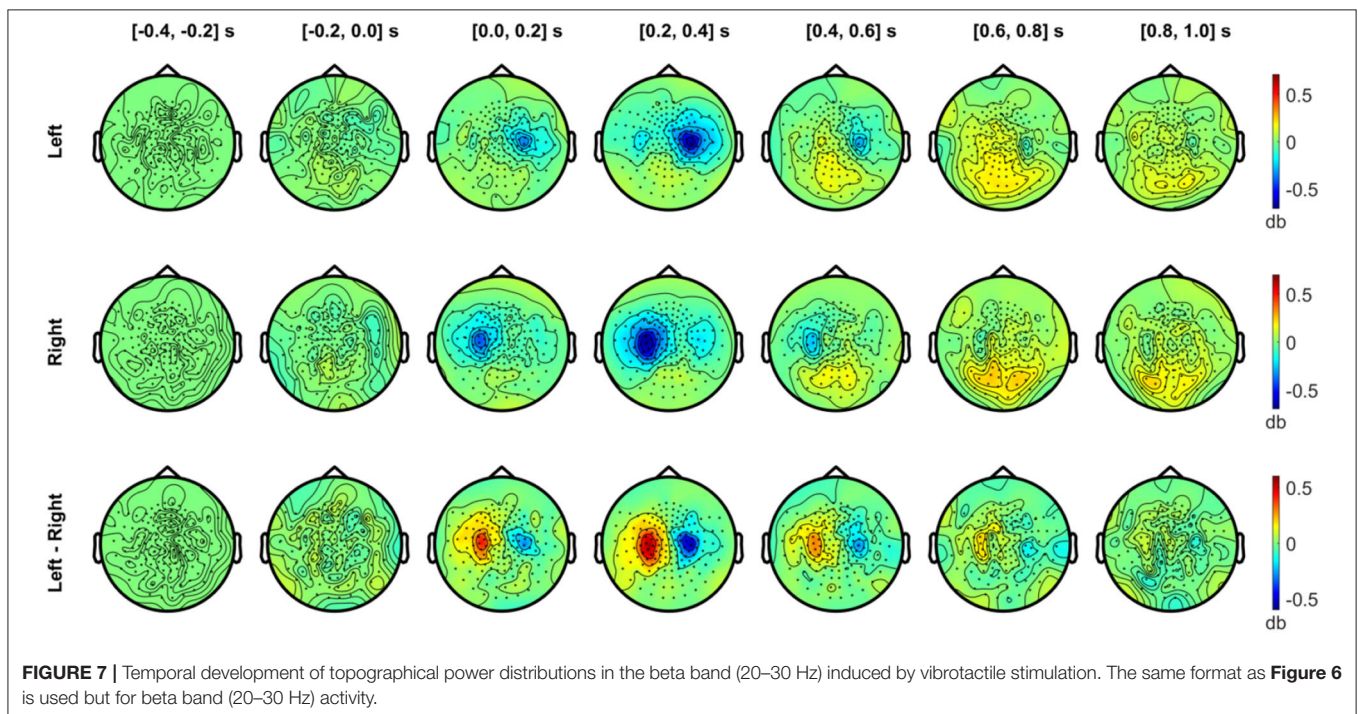 [-0.4, -0.2] s [-0.2, 0.0] s [0.0, 0.2] s [0.2, 0.4] s [0.4, 0.6] s [0.6, 0.8] s [0.8, 1.0] s
Left
0.5
0
-0.5
db
Right
0.5
0
-0.5
db
Left - Right
0.5
0
-0.5
db
FIGURE 7 | Temporal development of topographical power distributions in the beta band (20–30 Hz) induced by vibrotactile stimulation. The same format as Figure 6
is used but for beta band (20–30 Hz) activity.